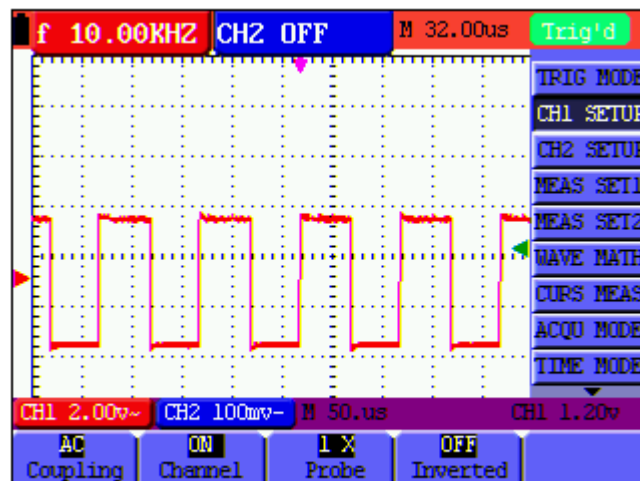 f 10.00KHZ CH2 OFF M 32.00us Trig'd
TRIG MODE
CH1 SETUP
CH2 SETUP
MEAS SET1
MEAS SET2
WAVE MATH
CURS MEAS
ACQU MODE
TIME MODE
CH1 2.00v~ CH2 100mv- M 50.us CH1 1.20v
AC ON 1 X OFF
Coupling Channel Probe Inverted